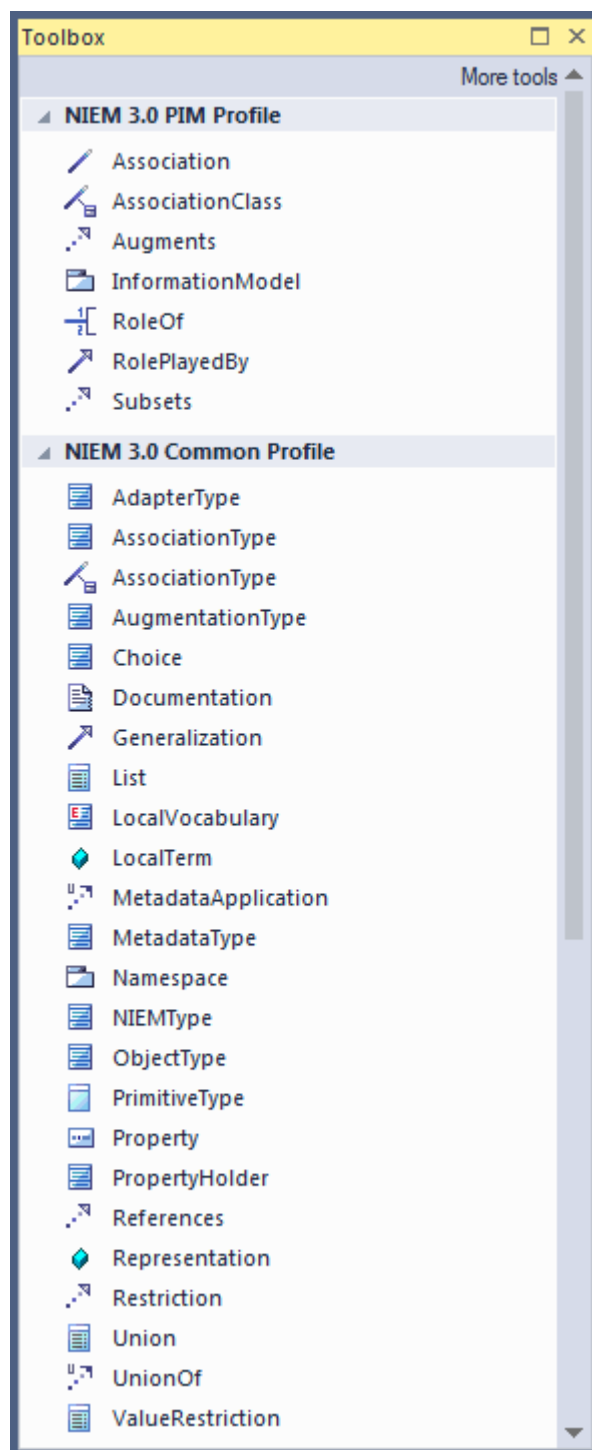 Toolbox
More tools
NIEM 3.0 PIM Profile
Association
AssociationClass
Augments
InformationModel
RoleOf
RolePlayedBy
Subsets
NIEM 3.0 Common Profile
AdapterType
AssociationType
AssociationType
AugmentationType
Choice
Documentation
Generalization
List
LocalVocabulary
LocalTerm
MetadataApplication
MetadataType
Namespace
NIEMType
ObjectType
PrimitiveType
Property
PropertyHolder
References
Representation
Restriction
Union
UnionOf
ValueRestriction